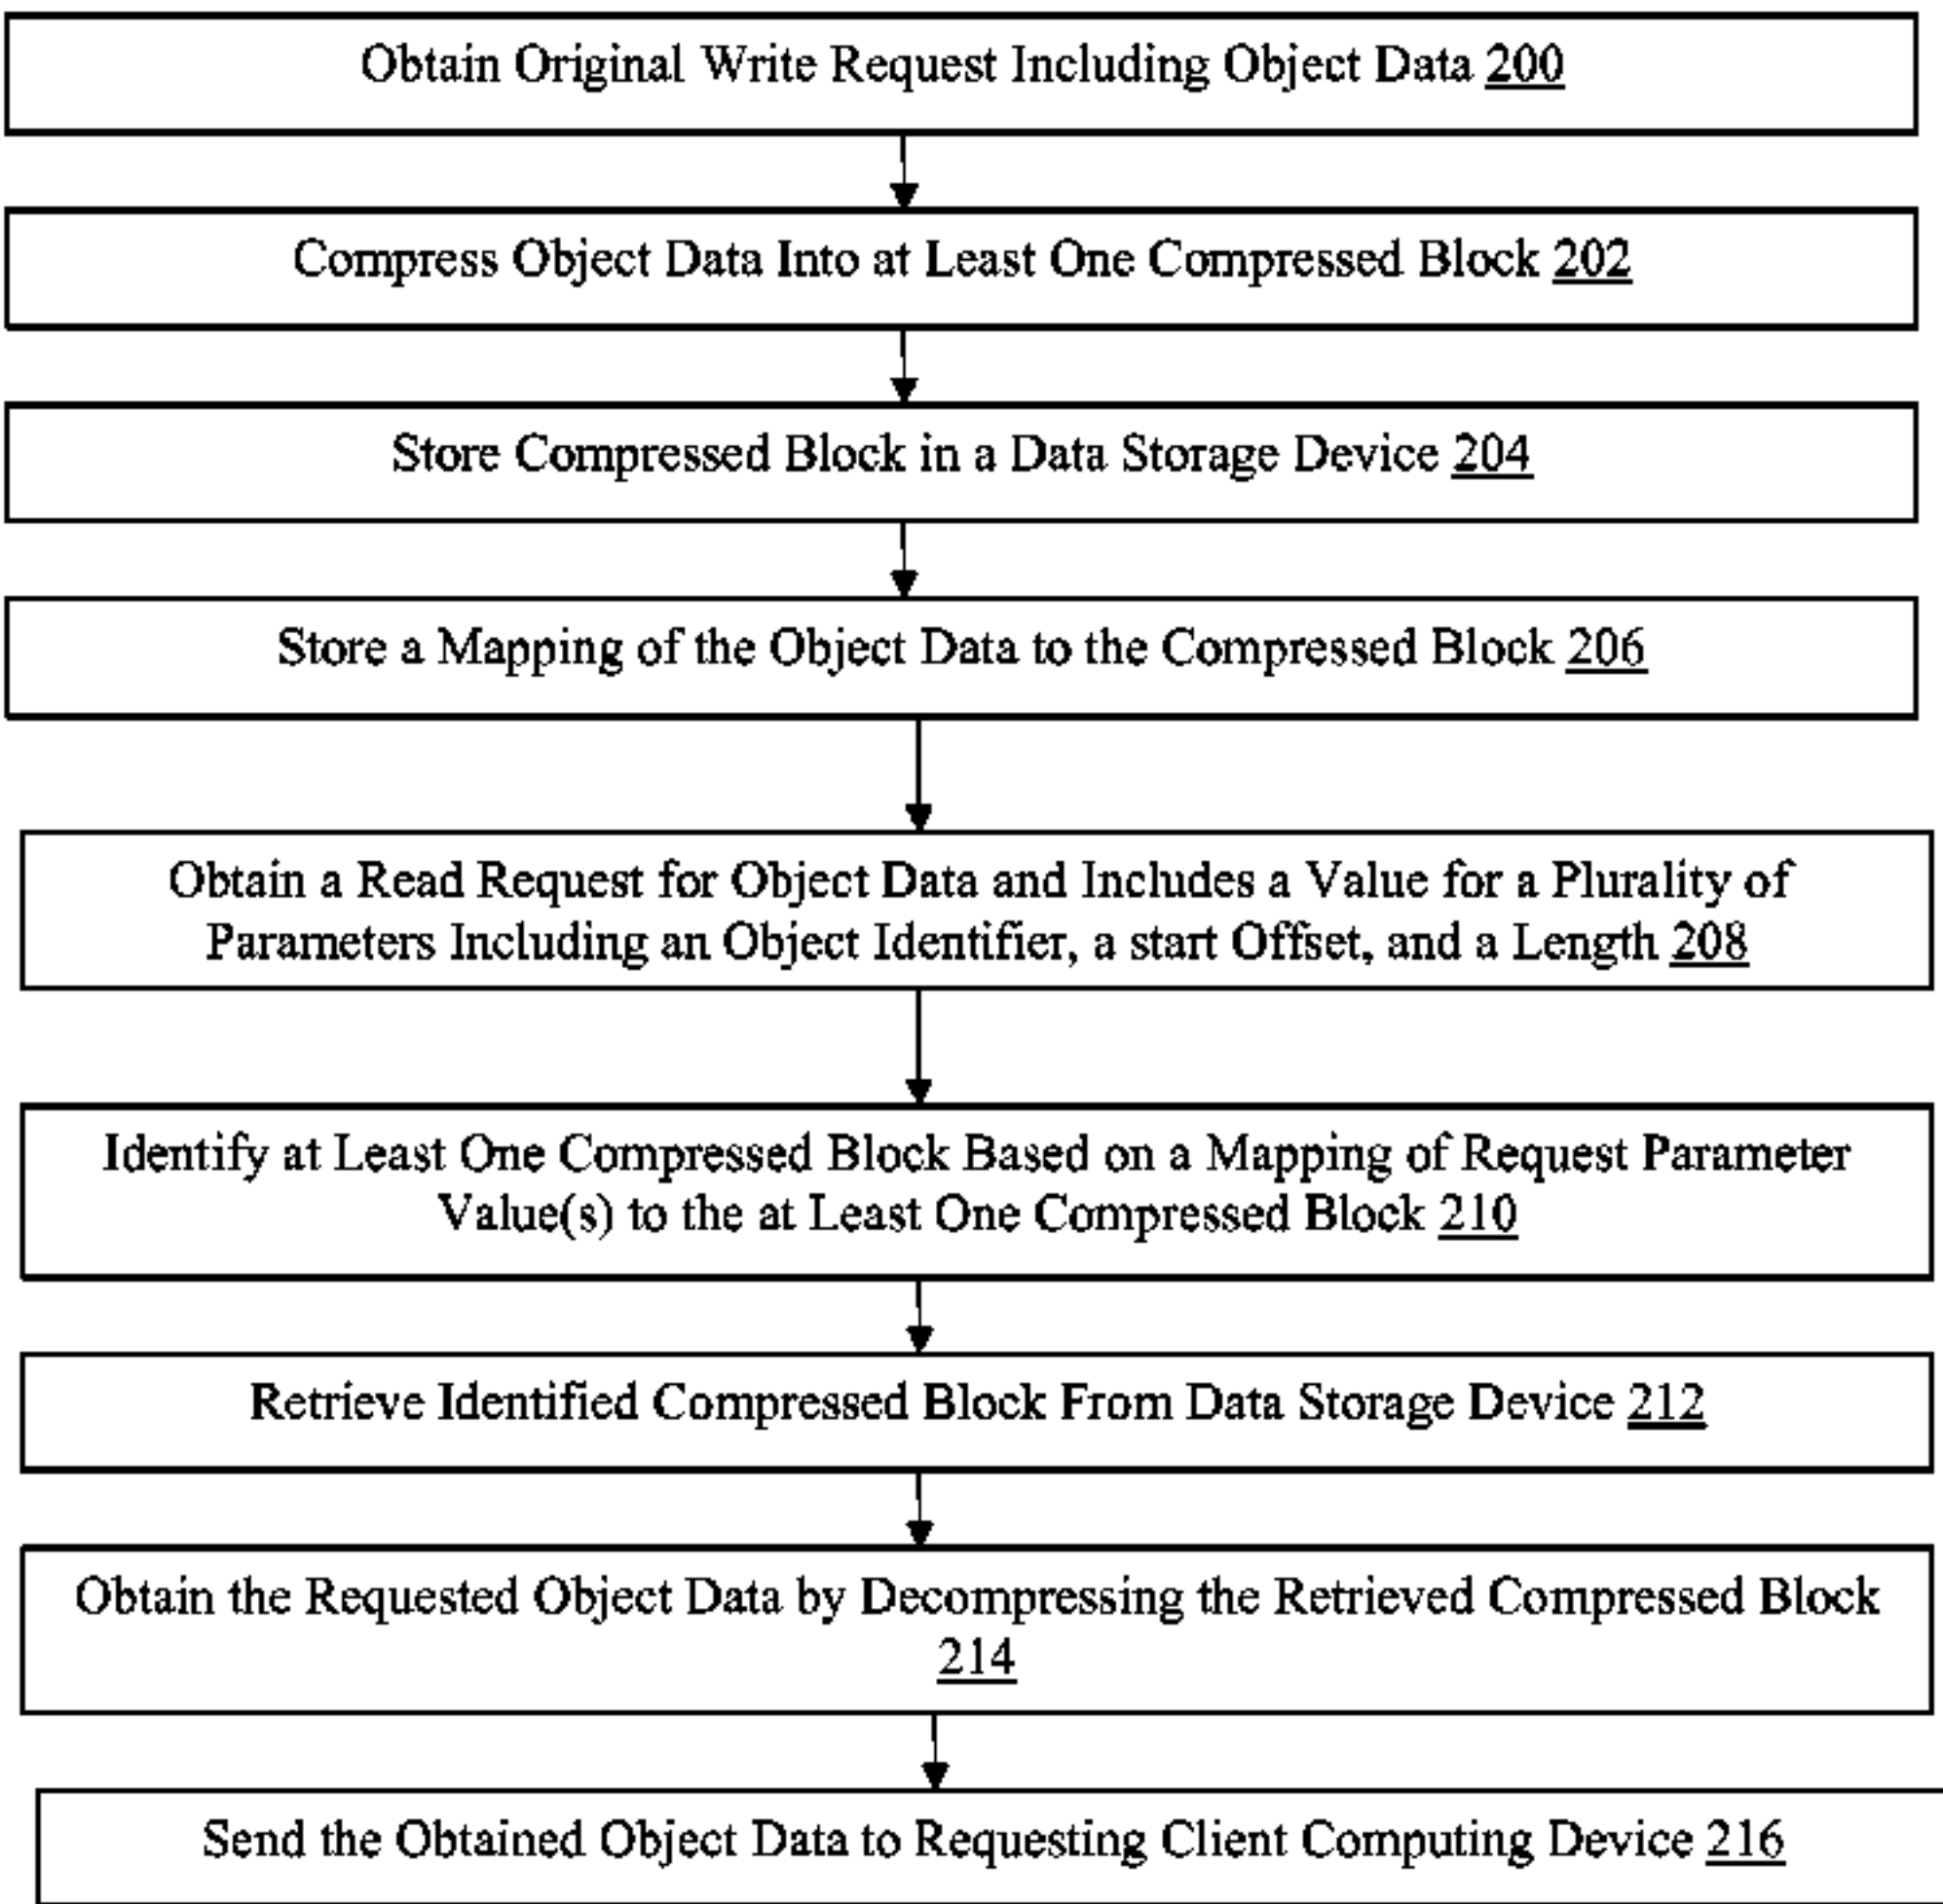 Obtain Original Write Request Including Object Data 200
Compress Object Data Into at Least One Compressed Block 202
Store Compressed Block in a Data Storage Device 204
Store a Mapping of the Object Data to the Compressed Block 206
Obtain a Read Request for Object Data and Includes a Value for a Plurality of
Parameters Including an Object Identifier, a start Offset, and a Length 208
Identify at Least One Compressed Block Based on a Mapping of Request Parameter
Value(s) to the at Least One Compressed Block 210
Retrieve Identified Compressed Block From Data Storage Device 212
Obtain the Requested Object Data by Decompressing the Retrieved Compressed Block
214
Send the Obtained Object Data to Requesting Client Computing Device 216